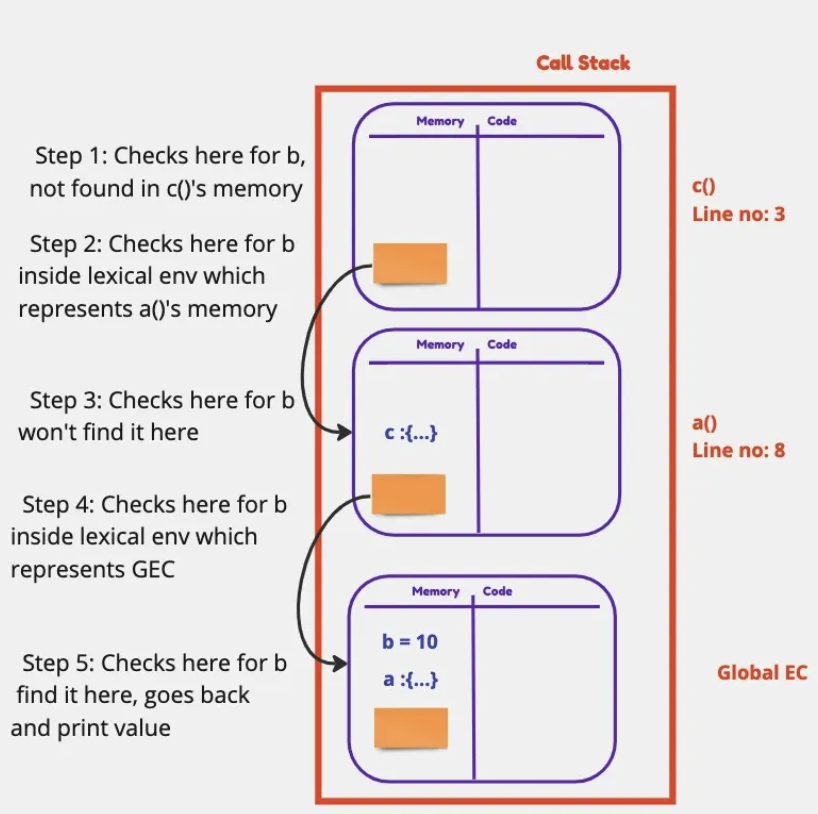 Call Stack
Memory Code
Step 1: Checks here for b,
not found in c()'s memory
c()
Line no: 3
Step 2: Checks here for b
inside lexical env which
represents a()'s memory
Memory Code
Step 3: Checks here for b
won't find it here
c :{...}
a()
Line no: 8
Step 4: Checks here for b
inside lexical env which
represents GEC
Memory Code
b = 10
a :{...}
Step 5: Checks here for b
find it here, goes back
and print value
Global EC